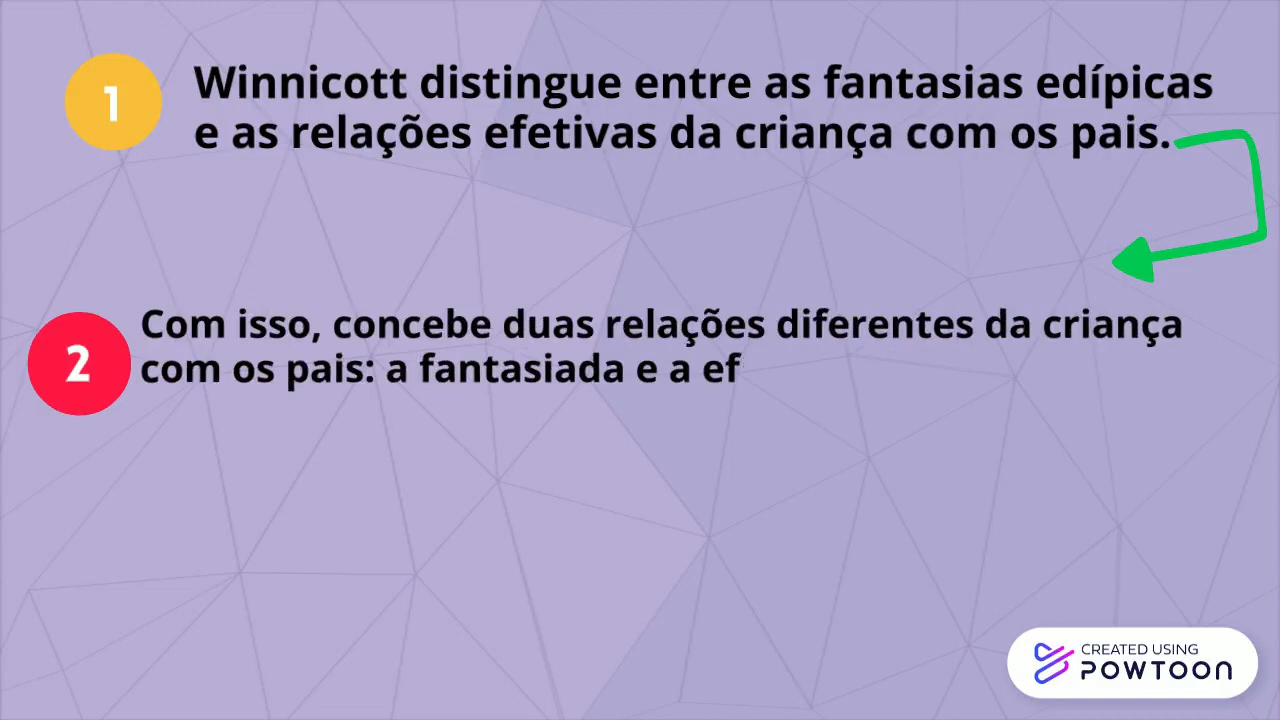 1
Winnicott distingue entre as fantasias edípicas
e as relações efetivas da criança com os pais.
2
Com isso, concebe duas relações diferentes da criança
com os pais: a fantasiada e a ef
CREATED USING
POWTOON